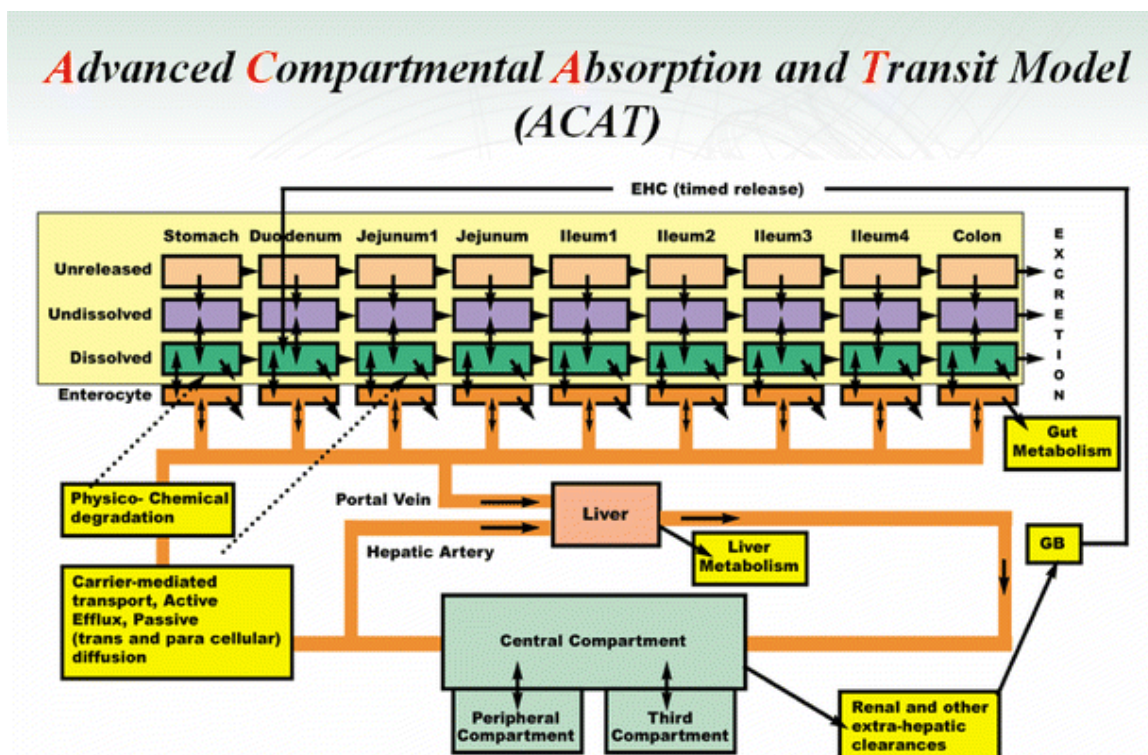 Advanced Compartmental Absorption and Transit Model
(ACAT)
EHC (timed release)
Stomach Duodenum Jejunum1 Jejunum Ileum1 Ileum2 Ileum3 Ileum4 Colon
Unreleased
Undissolved
Dissolved
Enterocyte
EXCRETION
Gut
Metabolism
Physico- Chemical
degradation
Portal Vein
Liver
Hepatic Artery
Liver
Metabolism
GB
Carrier-mediated
transport, Active
Efflux, Passive
(trans and para cellular)
diffusion
Central Compartment
Peripheral
Compartment
Third
Compartment
Renal and other
extra-hepatic
clearances